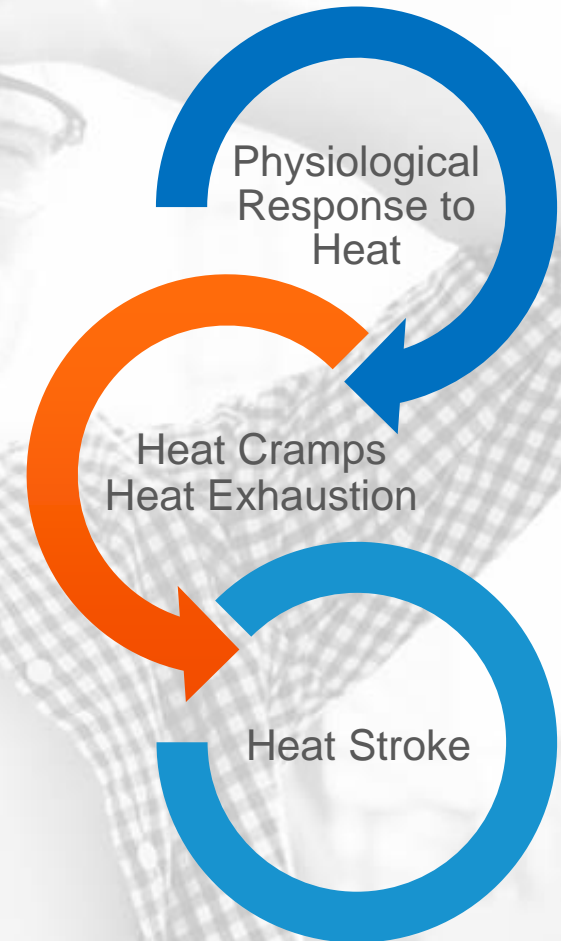 Physiological
Response to
Heat
Heat Cramps
Heat Exhaustion
Heat Stroke